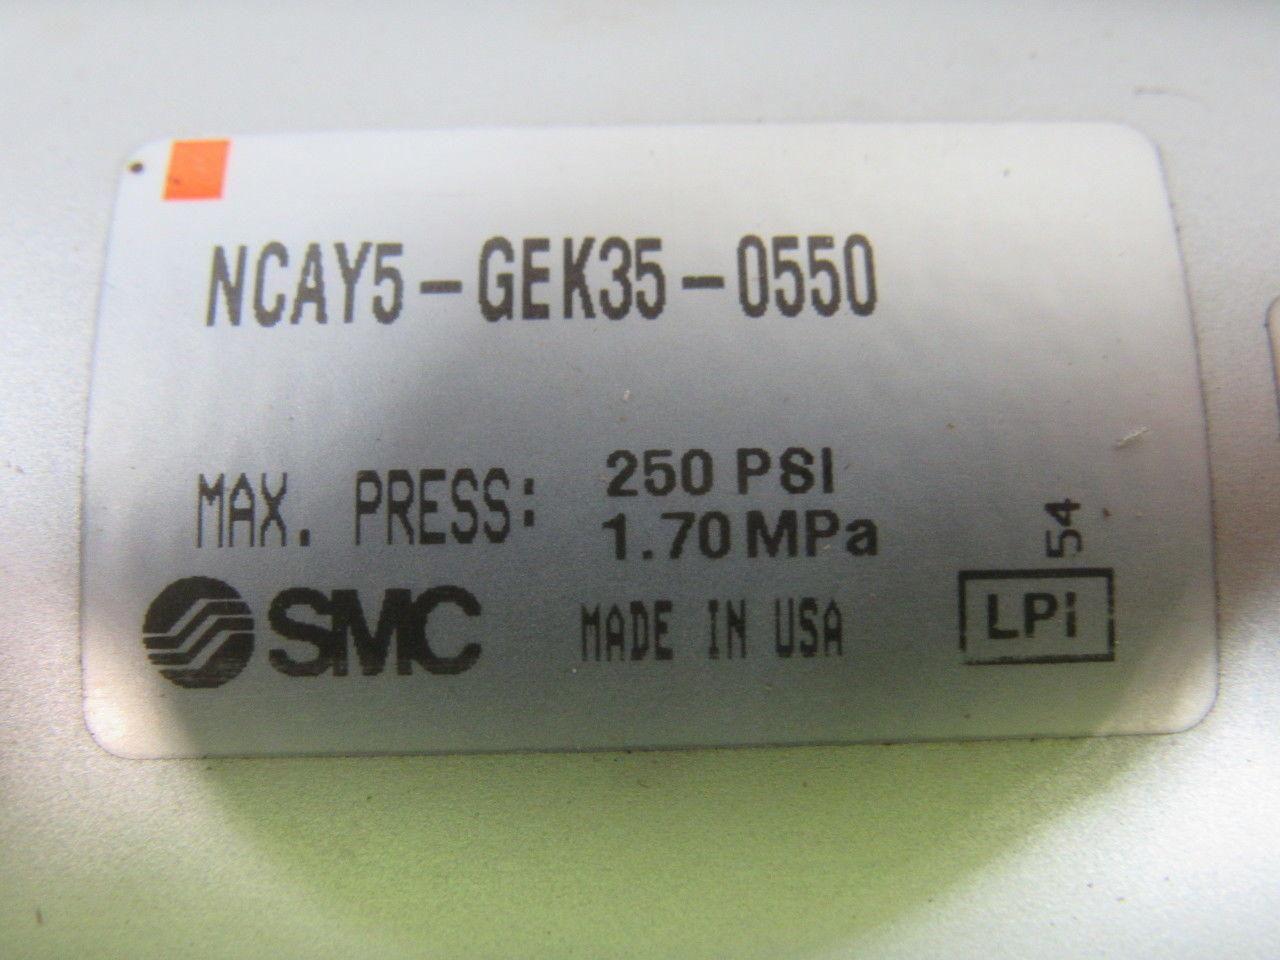 NCAY5-GEK35-0550
MAX. PRESS: 250 PSI
1.70 MPa
54
SMC MADE IN USA LPi